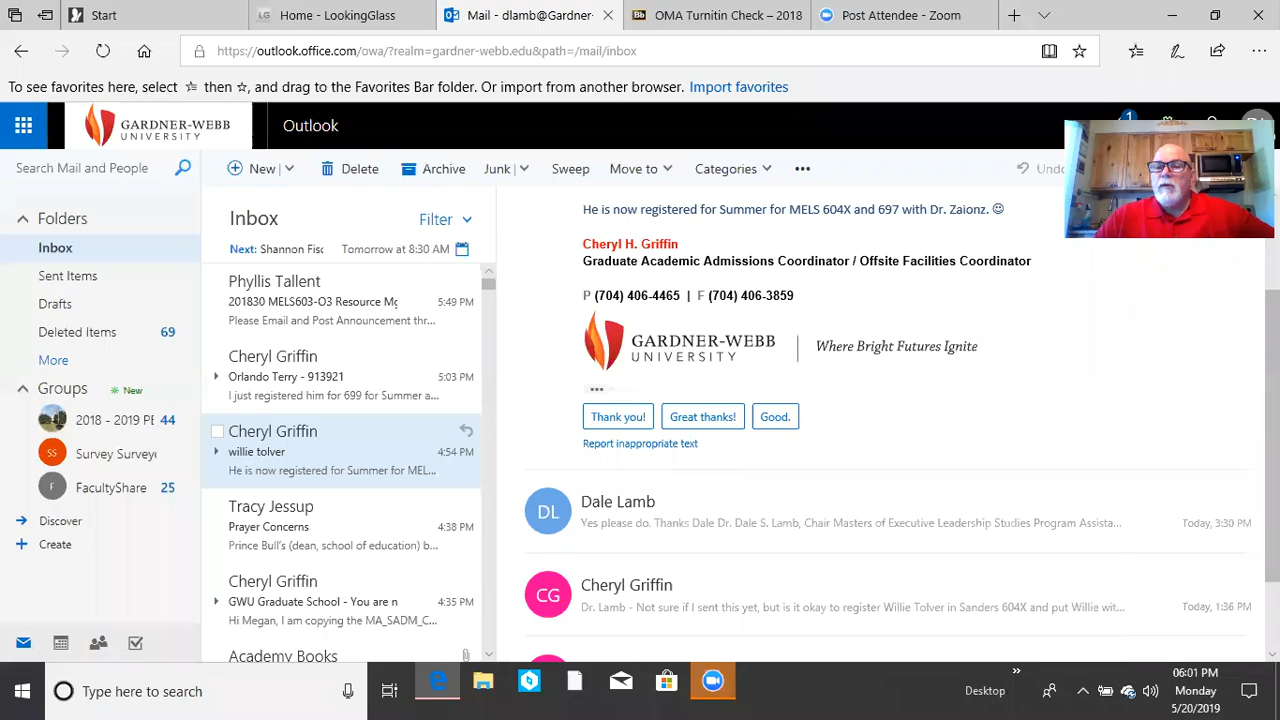 Start
LG Home - LookingGlass
Mail - dlamb@Gardner-
Bb OMA Turnitin Check – 2018
Post Attendee - Zoom
https://outlook.office.com/owa/?realm=gardner-webb.edu&path=/mail/inbox
To see favorites here, select then, and drag to the Favorites Bar folder. Or import from another browser. Import favorites
GARDNER-WEBB
UNIVERSITY
Outlook
1
Search Mail and People
New
Delete
Archive
Junk
Sweep
Move to
Categories
Undo
Folders
Inbox
Sent Items
Drafts
Deleted Items 69
More
Groups New
2018 - 2019 PF 44
SS Survey Surveye
F FacultyShare 25
Discover
Create
Inbox
Filter
Next: Shannon Fisc Tomorrow at 8:30 AM
Phyllis Tallent
201830 MELS603-O3 Resource Mg 5:49 PM
Please Email and Post Announcement thr...
Cheryl Griffin
Orlando Terry - 913921 5:03 PM
I just registered him for 699 for Summer a...
Cheryl Griffin
willie tolver 4:54 PM
He is now registered for Summer for MEL...
Tracy Jessup
Prayer Concerns 4:38 PM
Prince Bull's (dean, school of education) b...
Cheryl Griffin
GWU Graduate School - You are n 4:35 PM
Hi Megan, I am copying the MA_SADM_C...
Academy Books
He is now registered for Summer for MELS 604X and 697 with Dr. Zaionz. ☺
Cheryl H. Griffin
Graduate Academic Admissions Coordinator / Offsite Facilities Coordinator
P (704) 406-4465 | F (704) 406-3859
GARDNER-WEBB
UNIVERSITY
Where Bright Futures Ignite
Thank you!
Great thanks!
Good.
Report inappropriate text
DL Dale Lamb
Yes please do. Thanks Dale Dr. Dale S. Lamb, Chair Masters of Executive Leadership Studies Program Assista... Today, 3:30 PM
CG Cheryl Griffin
Dr. Lamb - Not sure if I sent this yet, but is it okay to register Willie Tolver in Sanders 604X and put Willie wit... Today, 1:36 PM
Type here to search
Desktop
06:01 PM
Monday
5/20/2019